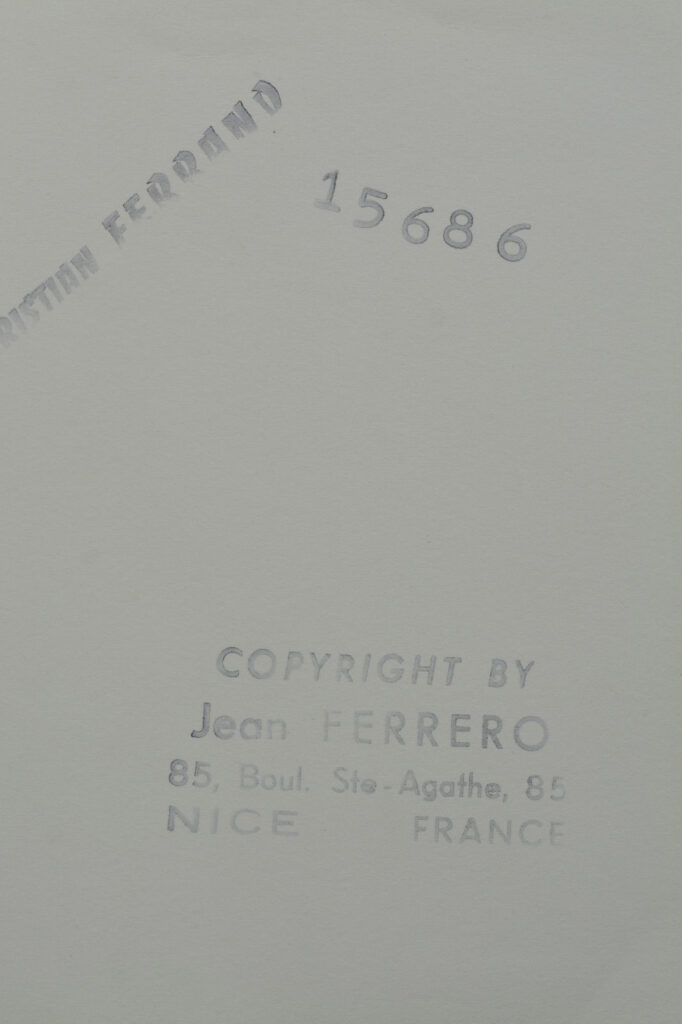 RISTIAN FERRAND
15686
COPYRIGHT BY
Jean FERRERO
85, Boul. Ste-Agathe, 85
NICE FRANCE